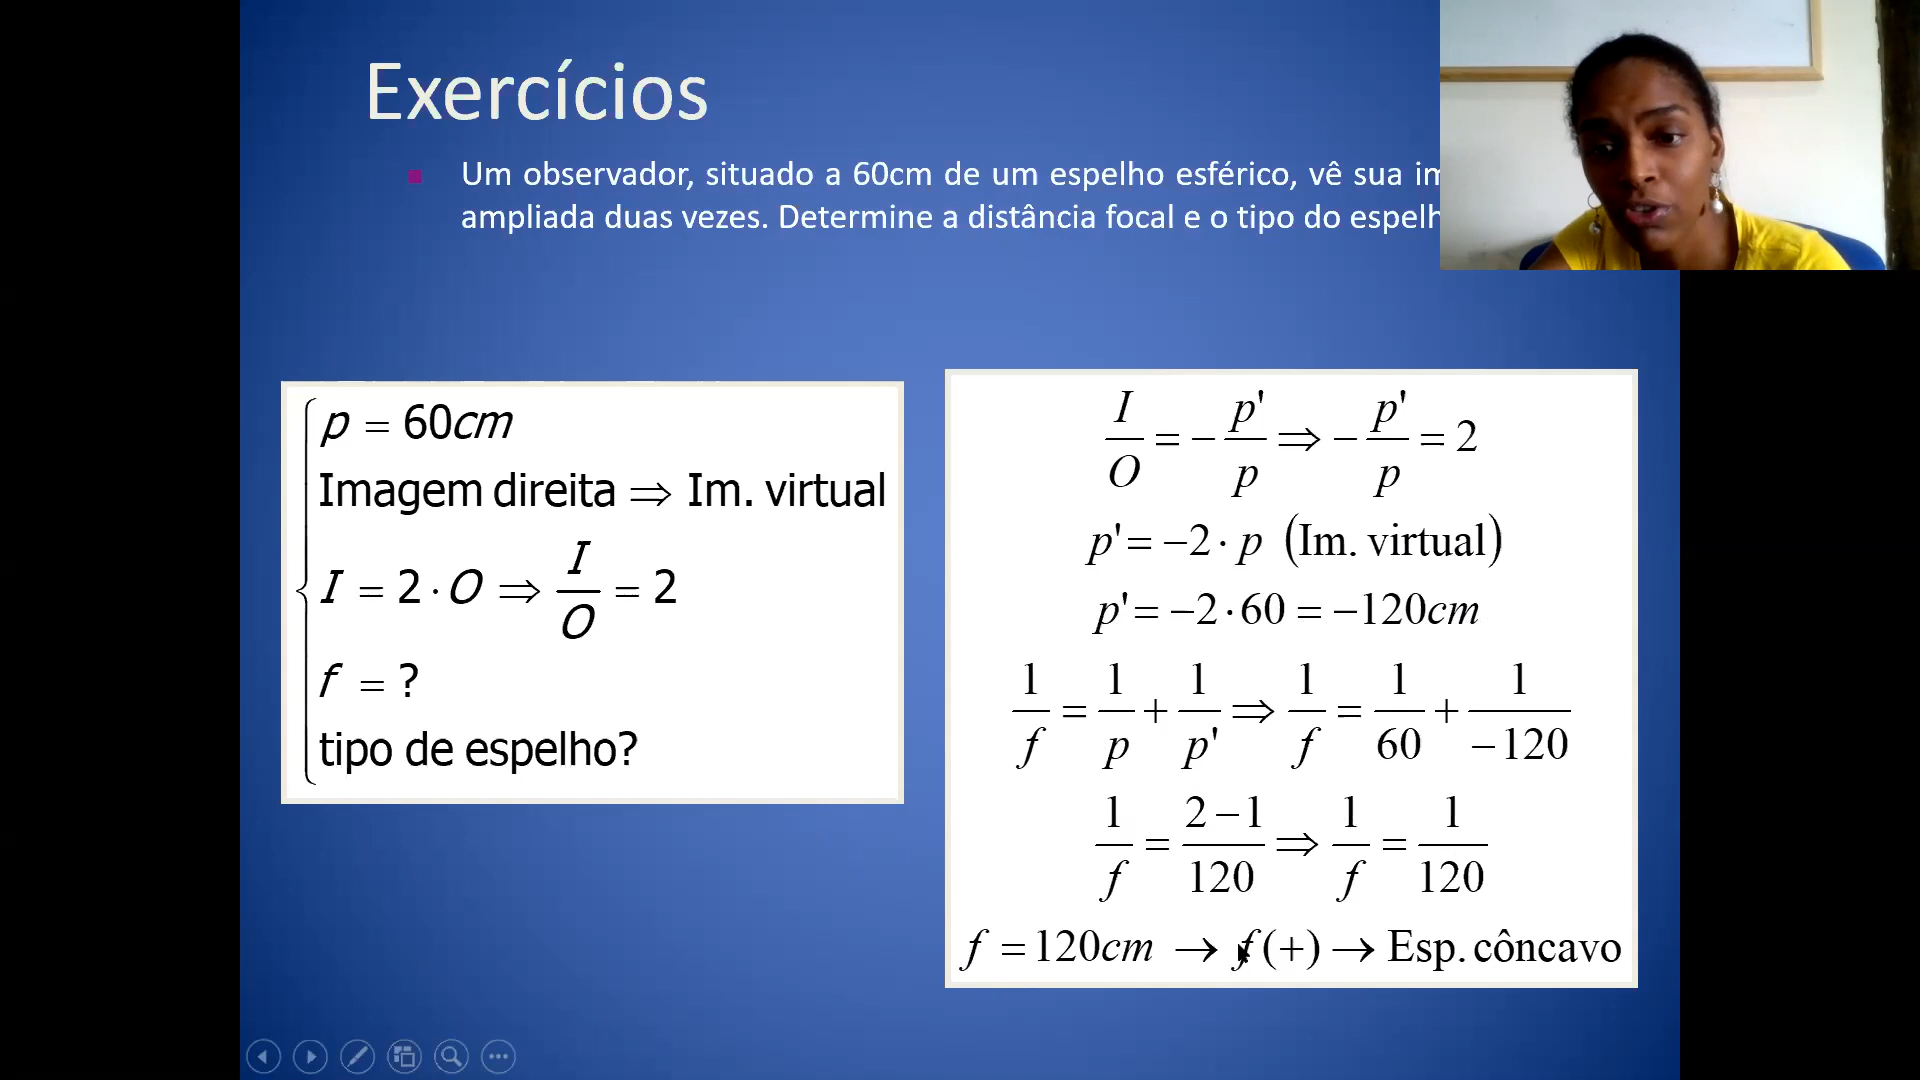 Exercícios
Um observador, situado a 60cm de um espelho esférico, vê sua
ampliada duas vezes. Determine a distância focal e o tipo do
p = 60cm
Imagem direita ⇒ Im. virtual
I = 2 · O ⇒ I/O = 2
f = ?
tipo de espelho?
I/O = − p'/p ⇒ − p'/p = 2
p' = −2 · p (Im. virtual)
p' = −2 · 60 = −120cm
1/f = 1/p + 1/p' ⇒ 1/f = 1/60 + 1/−120
1/f = 2−1/120 ⇒ 1/f = 1/120
f = 120cm → f (+) → Esp. côncavo